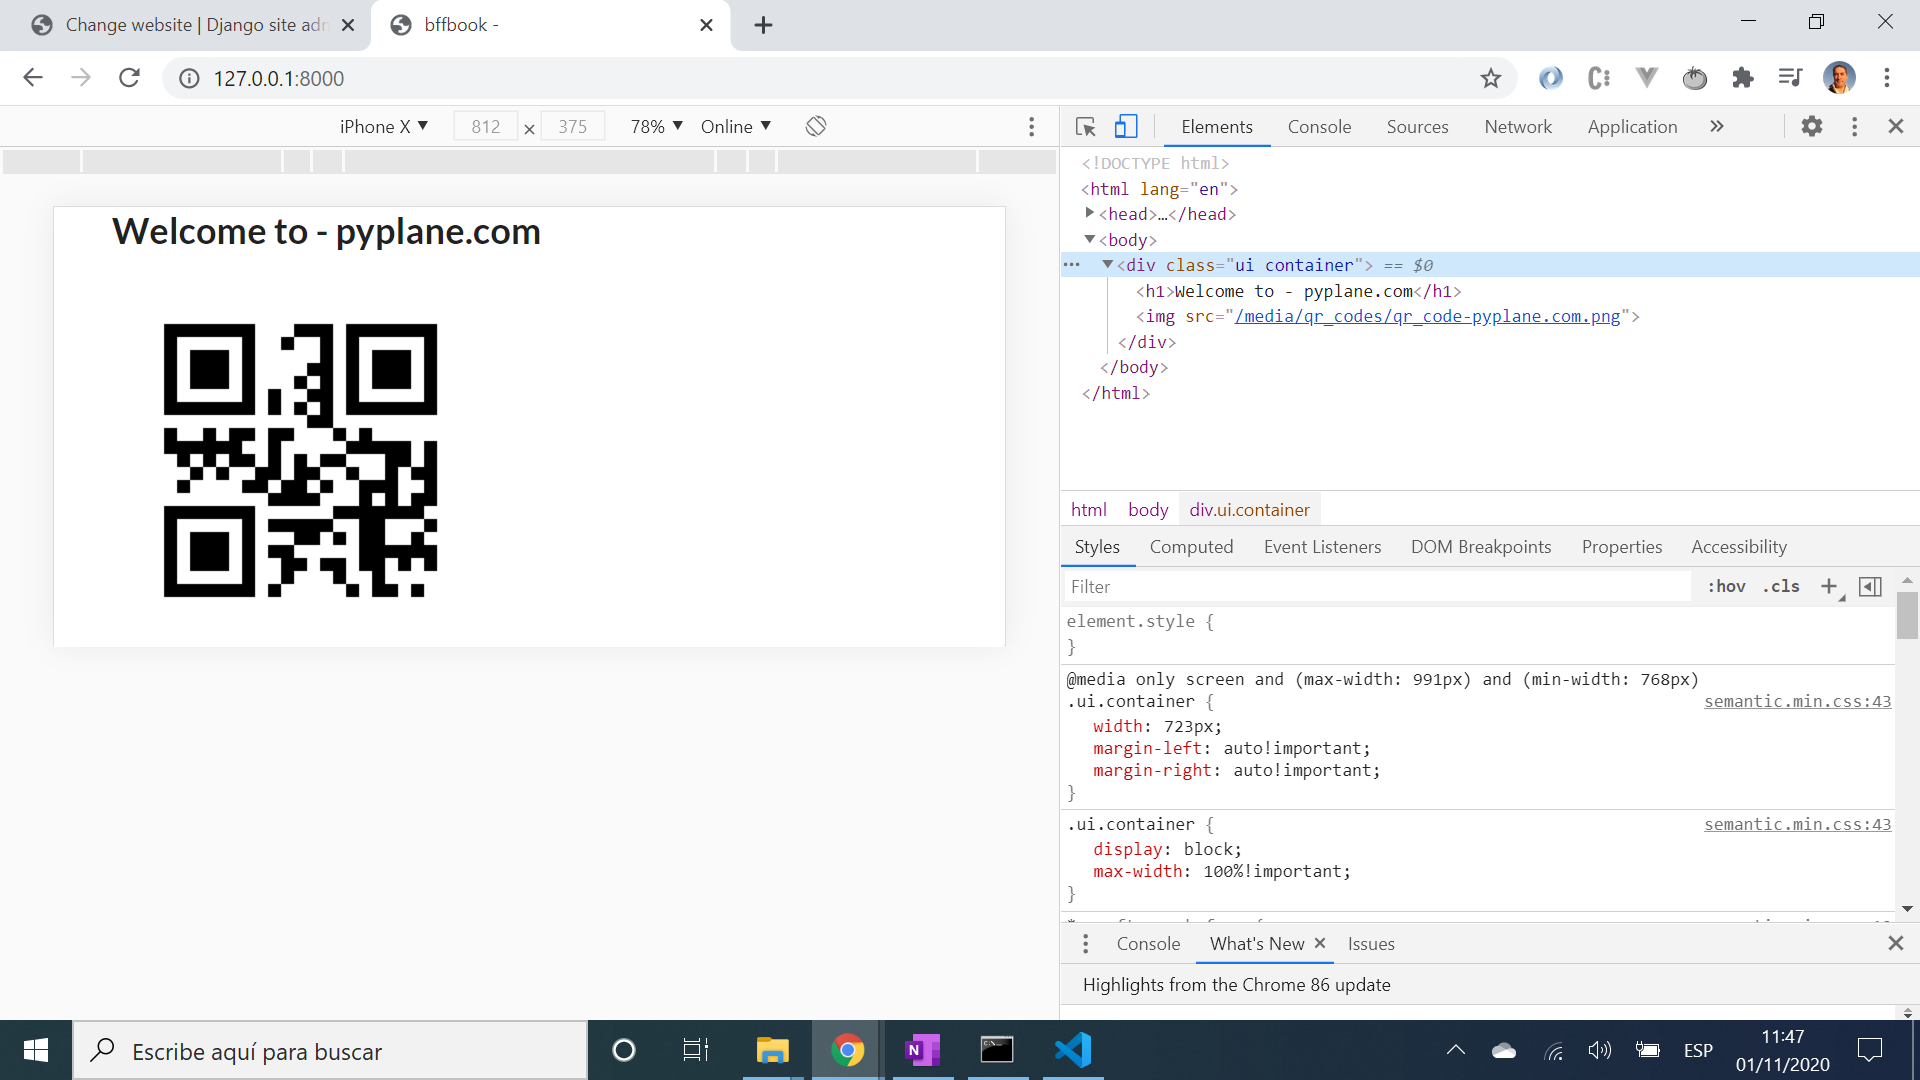 Change website | Django site adr
bffbook -
127.0.0.1:8000
iPhone X ▼ 812 × 375 78% ▼ Online ▼
Elements Console Sources Network Application »
Welcome to - pyplane.com
<!DOCTYPE html>
<html lang="en">
<head>…</head>
<body>
<div class="ui container"> == $0
<h1>Welcome to - pyplane.com</h1>
<img src="/media/qr_codes/qr_code-pyplane.com.png">
</div>
</body>
</html>
html body div.ui.container
Styles Computed Event Listeners DOM Breakpoints Properties Accessibility
Filter :hov .cls +
element.style {
}
@media only screen and (max-width: 991px) and (min-width: 768px)
.ui.container { semantic.min.css:43
width: 723px;
margin-left: auto!important;
margin-right: auto!important;
}
.ui.container { semantic.min.css:43
display: block;
max-width: 100%!important;
}
Console What's New × Issues
Highlights from the Chrome 86 update
Escribe aquí para buscar
N
C:\_
ESP
11:47
01/11/2020